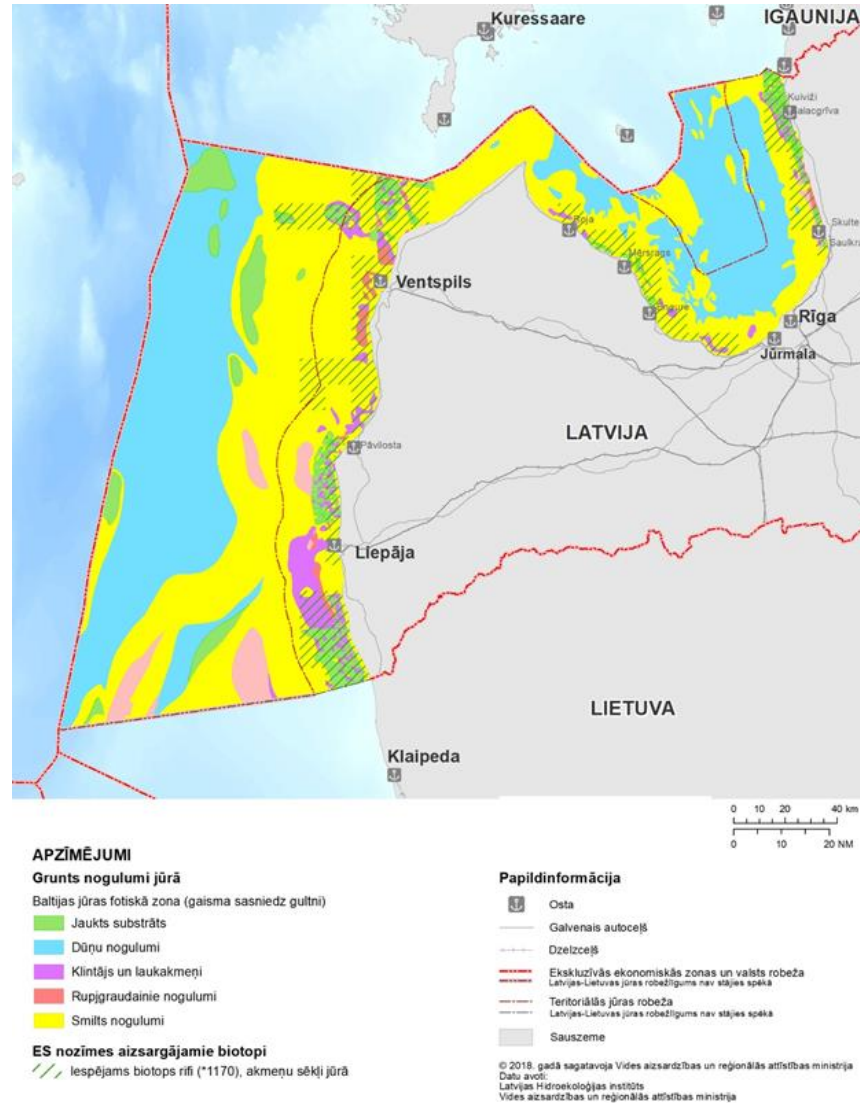 Kuressaare
IGAUNIJA
Kuiviži
Salacgrīva
Roja
Skulte
Mērsrags
Ventspils
Engure
Rīga
Jūrmala
LATVIJA
Pāvilosta
Liepāja
LIETUVA
Klaipeda
0 10 20 40 km
0 10 20 NM
APZĪMĒJUMI
Grunts nogulumi jūrā
Baltijas jūras fotiskā zona (gaisma sasniedz gultni)
Jaukts substrāts
Dūņu nogulumi
Klintājs un laukakmeņi
Rupjgraudainie nogulumi
Smilts nogulumi
ES nozīmes aizsargājamie biotopi
Iespējams biotops rifi (*1170), akmeņu sēkļi jūrā
Papildinformācija
Osta
Galvenais autoceļš
Dzelzceļš
Ekskluzīvās ekonomiskās zonas un valsts robeža
Latvijas-Lietuvas jūras robežlīgums nav stājies spēkā
Teritoriālās jūras robeža
Latvijas-Lietuvas jūras robežlīgums nav stājies spēkā
Sauszeme
© 2018. gadā sagatavoja Vides aizsardzības un reģionālās attīstības ministrija
Datu avoti:
Latvijas Hidroekoloģijas institūts
Vides aizsardzības un reģionālās attīstības ministrija